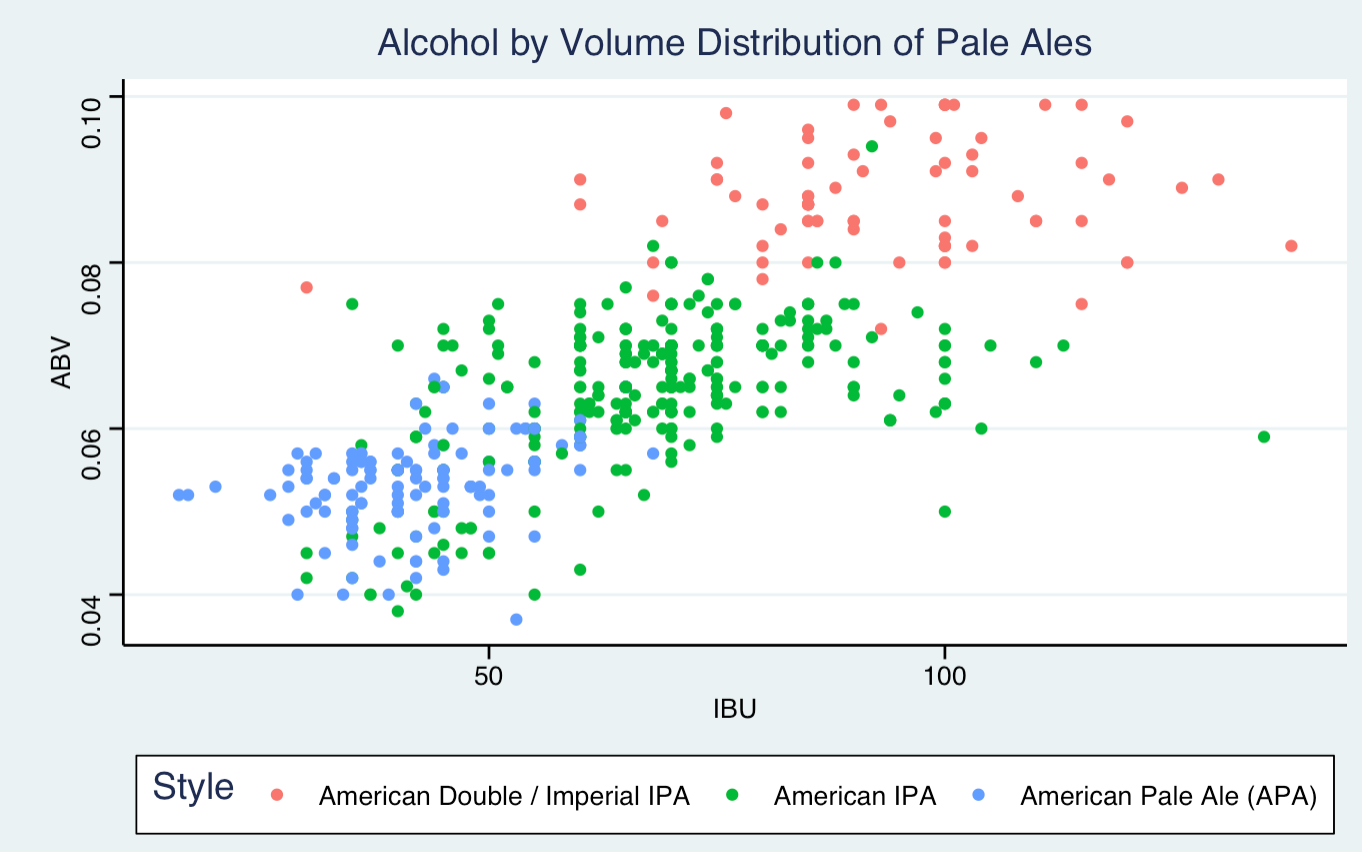 Alcohol by Volume Distribution of Pale Ales
ABV
0.10
0.08
0.06
0.04
50 100
IBU
Style American Double / Imperial IPA American IPA American Pale Ale (APA)